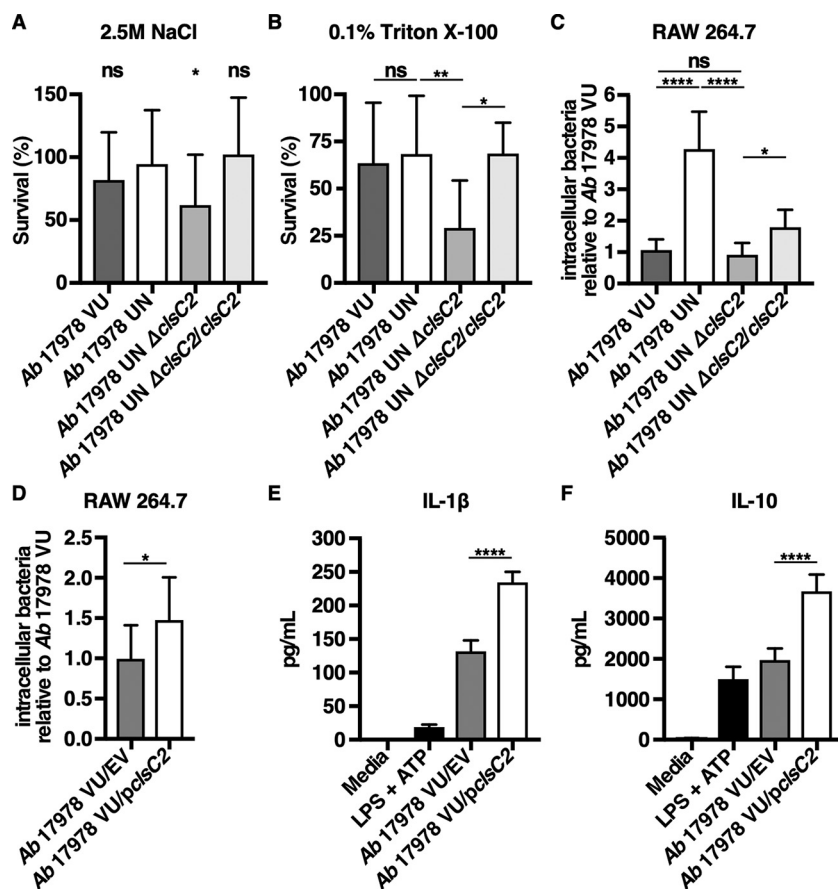 A
2.5M NaCl
ns
*
ns
Survival (%)
150
100
50
0
Ab 17978 VU
Ab 17978 UN
Ab 17978 UN ΔclsC2
Ab 17978 UN ΔclsC2/clsC2
B
0.1% Triton X-100
ns
**
*
Survival (%)
100
75
50
25
0
Ab 17978 VU
Ab 17978 UN
Ab 17978 UN ΔclsC2
Ab 17978 UN ΔclsC2/clsC2
C
RAW 264.7
ns
****
****
*
intracellular bacteria
relative to Ab 17978 VU
6
5
4
3
2
1
0
Ab 17978 VU
Ab 17978 UN
Ab 17978 UN ΔclsC2
Ab 17978 UN ΔclsC2/clsC2
D
RAW 264.7
*
intracellular bacteria
relative to Ab 17978 VU
2.5
2.0
1.5
1.0
0.5
0.0
Ab 17978 VU/EV
Ab 17978 VU/pclsC2
E
IL-1β
****
pg/mL
300
250
200
150
100
50
0
Media
LPS + ATP
Ab 17978 VU/EV
Ab 17978 VU/pclsC2
F
IL-10
****
pg/mL
5000
4000
3000
2000
1000
0
Media
LPS + ATP
Ab 17978 VU/EV
Ab 17978 VU/pclsC2